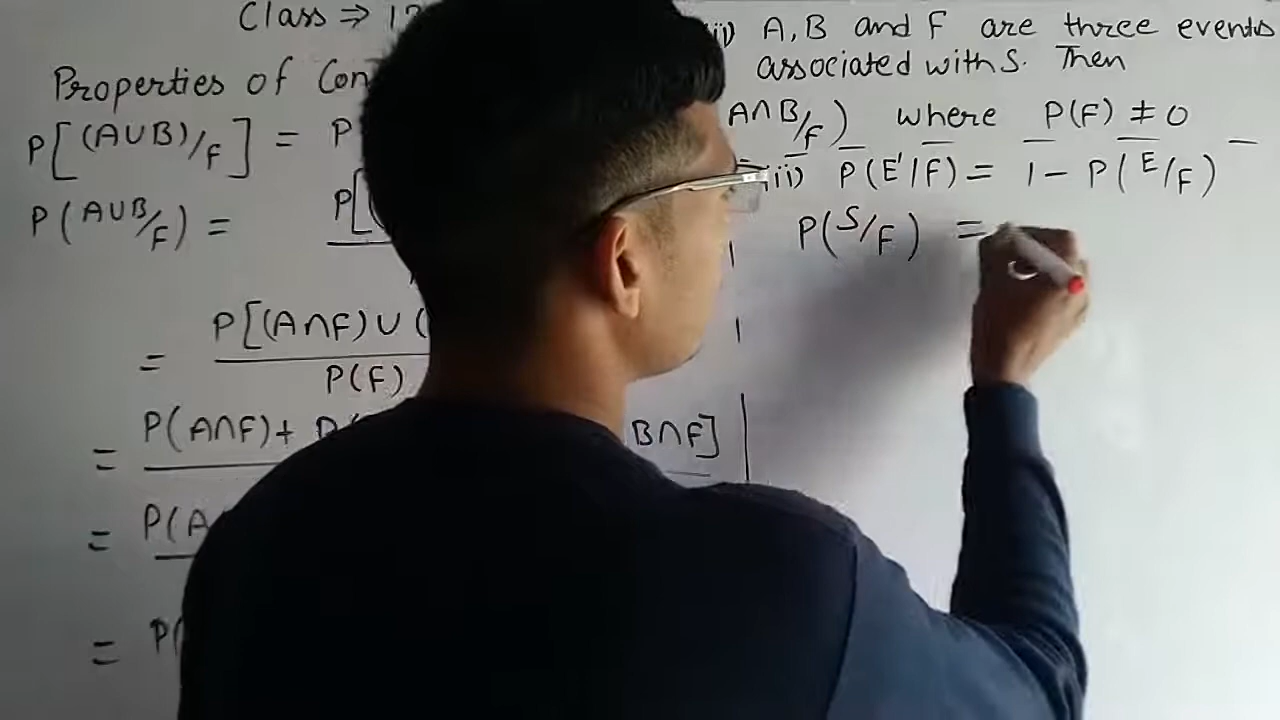 Class ⇒ 12
Properties of Con
P[(A∪B)/F] = P
P(A∪B/F) = P[(
= P[(A∩F)∪(
P(F)
= P(A∩F)+ P( B∩F]
= P(A
= P(
ii) A,B and F are three events
associated with S. Then
A∩B/F) where P(F) ≠ 0
iii) P(E'/F) = 1 - P(E/F)
P(S/F) =